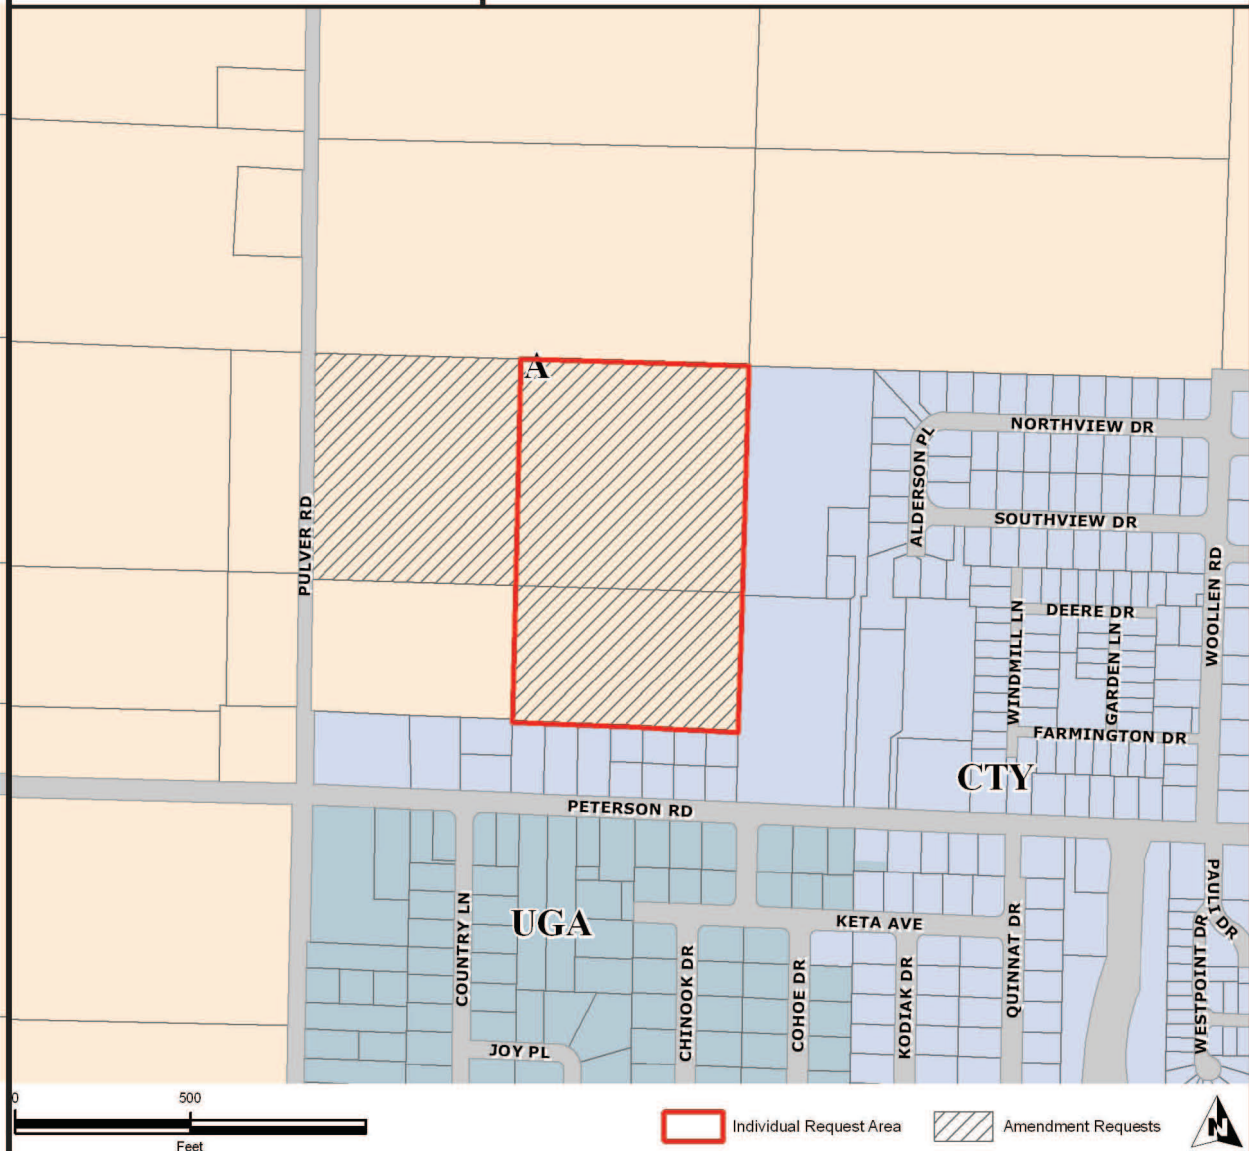 A
NORTHVIEW DR
ALDERSON PL
SOUTHVIEW DR
PULVER RD
WOOLLEN RD
DEERE DR
WINDMILL LN
GARDEN LN
FARMINGTON DR
CTY
PETERSON RD
PAULI DR
UGA
KETA AVE
COUNTRY LN
CHINOOK DR
COHOE DR
KODIAK DR
QUINNAT DR
WESTPOINT DR
JOY PL
0 500
Feet
Individual Request Area
Amendment Requests
N